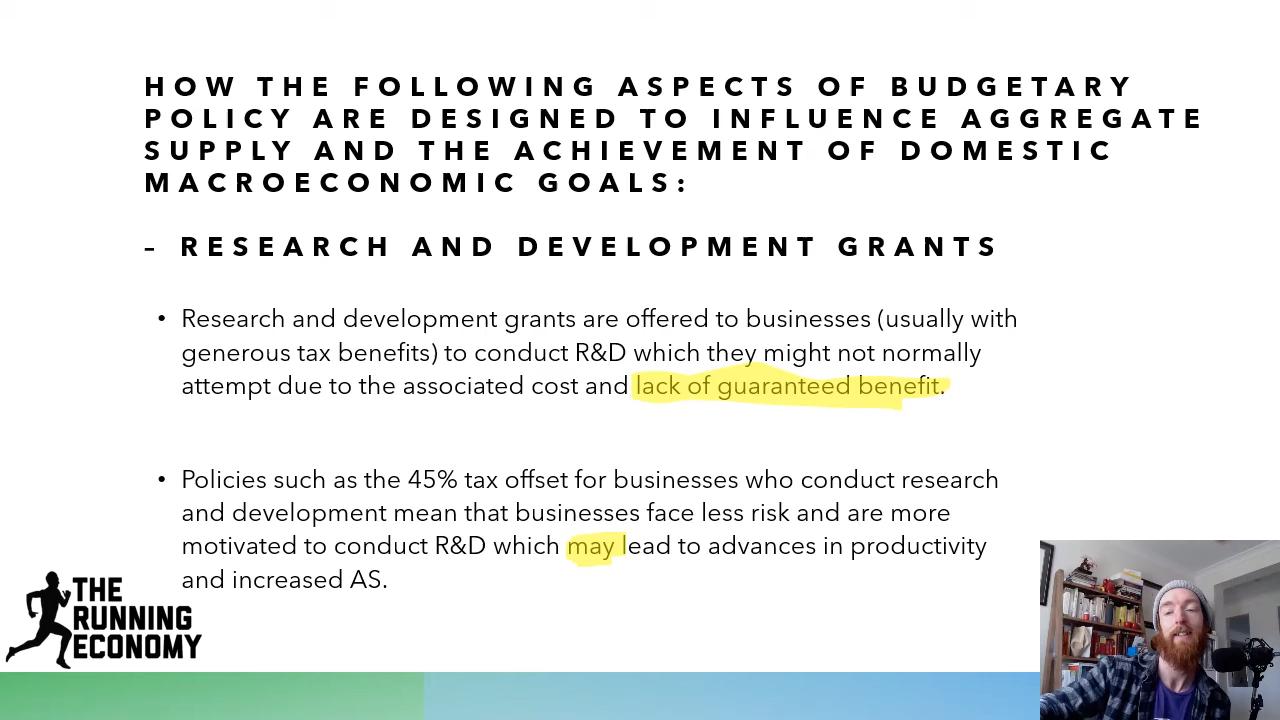 HOW THE FOLLOWING ASPECTS OF BUDGETARY
POLICY ARE DESIGNED TO INFLUENCE AGGREGATE
SUPPLY AND THE ACHIEVEMENT OF DOMESTIC
MACROECONOMIC GOALS:
– RESEARCH AND DEVELOPMENT GRANTS
• Research and development grants are offered to businesses (usually with
generous tax benefits) to conduct R&D which they might not normally
attempt due to the associated cost and lack of guaranteed benefit.
• Policies such as the 45% tax offset for businesses who conduct research
and development mean that businesses face less risk and are more
motivated to conduct R&D which may lead to advances in productivity
and increased AS.
THE
RUNNING
ECONOMY